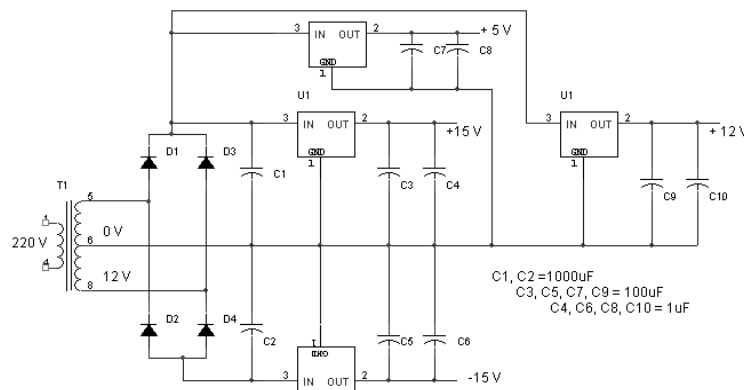 3 IN OUT 2 + 5 V
GND
1
C7 C8
U1
3 IN OUT 2 +15 V
GND
1
U1
3 IN OUT 2 + 12 V
GND
1
D1 D3
C1 C3 C4
C9 C10
T1
5
1
220 V
0 V
6
4
12 V
8
C1, C2 =1000uF
C3, C5, C7, C9 = 100uF
C4, C6, C8, C10 = 1uF
D2 D4
C2 C5 C6
1
GND
3 IN OUT 2 -15 V